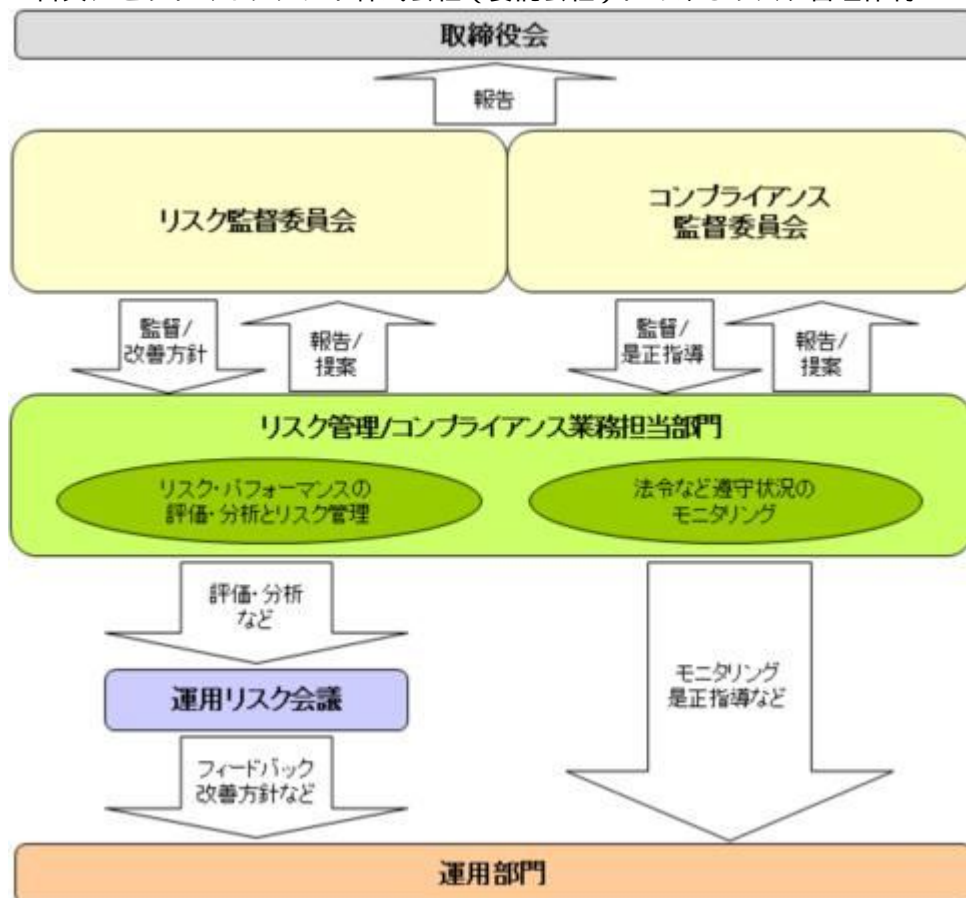 取締役会
報告
リスク監督委員会
コンプライアンス
監督委員会
監督/
改善方針
報告/
提案
監督/
是正指導
報告/
提案
リスク管理/コンプライアンス業務担当部門
リスク・パフォーマンスの
評価・分析とリスク管理
法令など遵守状況の
モニタリング
評価・分析
など
運用リスク会議
モニタリング
是正指導など
フィードバック
改善方針など
運用部門